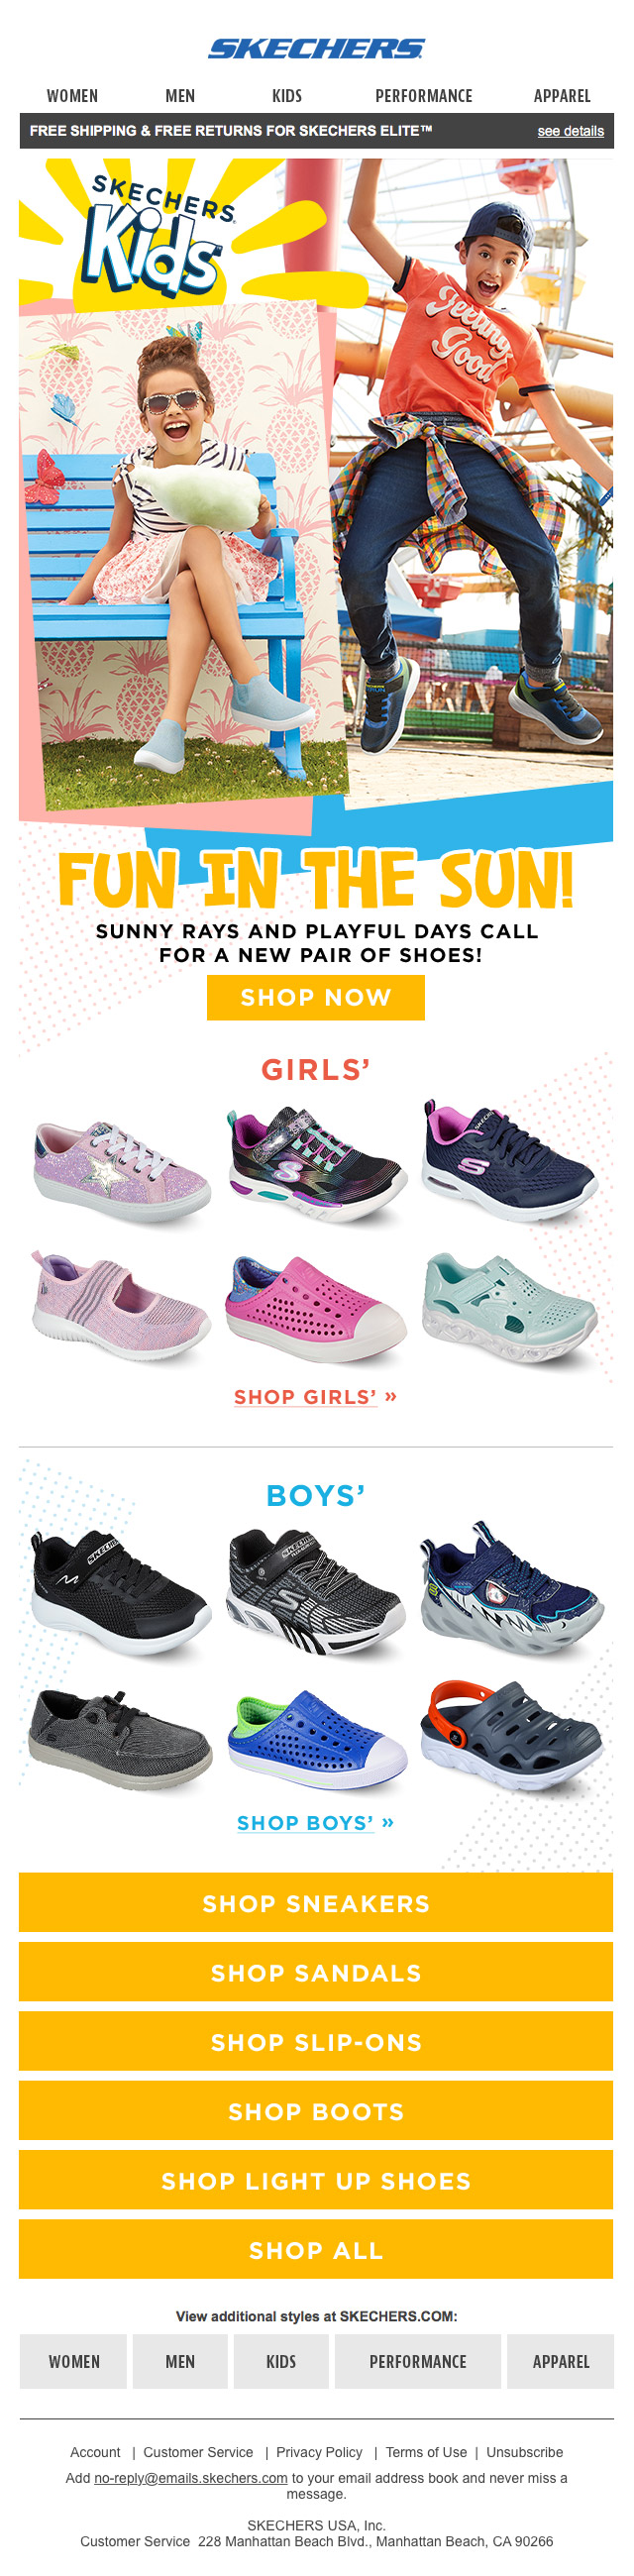 SKECHERS
WOMEN MEN KIDS PERFORMANCE APPAREL
FREE SHIPPING & FREE RETURNS FOR SKECHERS ELITE™ see details
SKECHERS
Kids™
Feeling
Good
FUN IN THE SUN!
SUNNY RAYS AND PLAYFUL DAYS CALL
FOR A NEW PAIR OF SHOES!
SHOP NOW
GIRLS’
S
SHOP GIRLS’ »
BOYS’
SKECHERS
SHOP BOYS’ »
SHOP SNEAKERS
SHOP SANDALS
SHOP SLIP-ONS
SHOP BOOTS
SHOP LIGHT UP SHOES
SHOP ALL
View additional styles at SKECHERS.COM:
WOMEN MEN KIDS PERFORMANCE APPAREL
Account | Customer Service | Privacy Policy | Terms of Use | Unsubscribe
Add no-reply@emails.skechers.com to your email address book and never miss a
message.
SKECHERS USA, Inc.
Customer Service 228 Manhattan Beach Blvd., Manhattan Beach, CA 90266